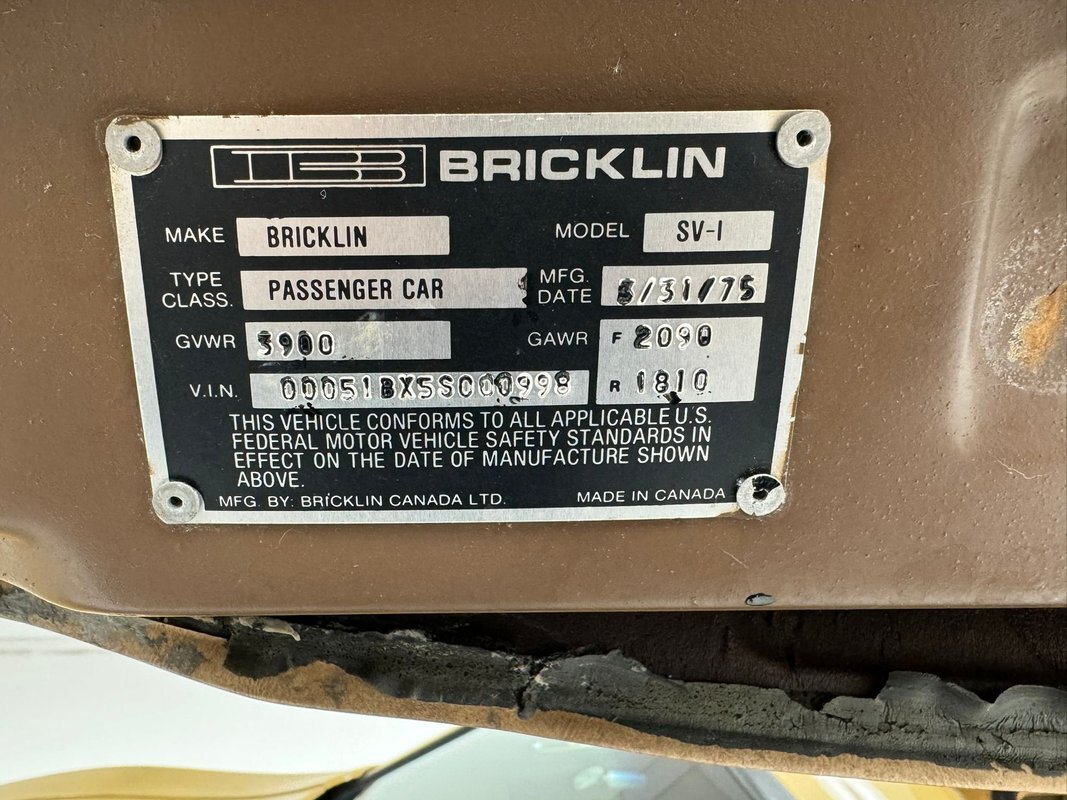 BRICKLIN
MAKE BRICKLIN MODEL SV-1
TYPE CLASS. PASSENGER CAR MFG. DATE 3/31/75
GVWR 3900 GAWR F 2090
R 1810
V.I.N. 00051BX5S000998
THIS VEHICLE CONFORMS TO ALL APPLICABLE U.S.
FEDERAL MOTOR VEHICLE SAFETY STANDARDS IN
EFFECT ON THE DATE OF MANUFACTURE SHOWN
ABOVE.
MFG. BY: BRICKLIN CANADA LTD. MADE IN CANADA